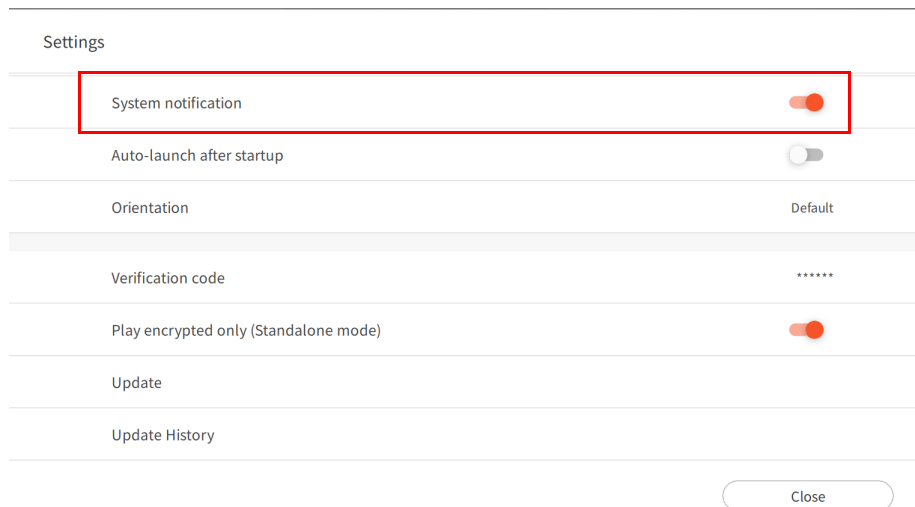 Settings
System notification
Auto-launch after startup
Orientation Default
Verification code ******
Play encrypted only (Standalone mode)
Update
Update History
Close